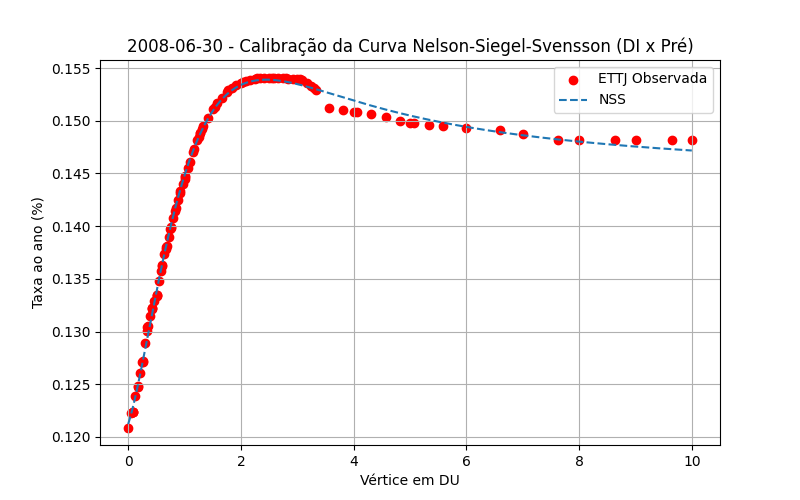 2008-06-30 - Calibração da Curva Nelson-Siegel-Svensson (DI x Pré)
ETTJ Observada
NSS
Taxa ao ano (%)
0.155
0.150
0.145
0.140
0.135
0.130
0.125
0.120
0 2 4 6 8 10
Vértice em DU